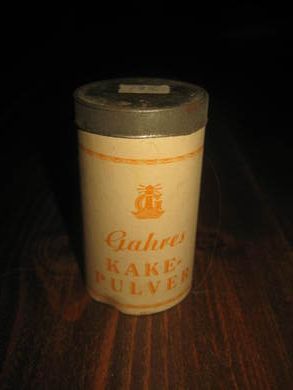 G
Gahres
KAKE-
PULVER